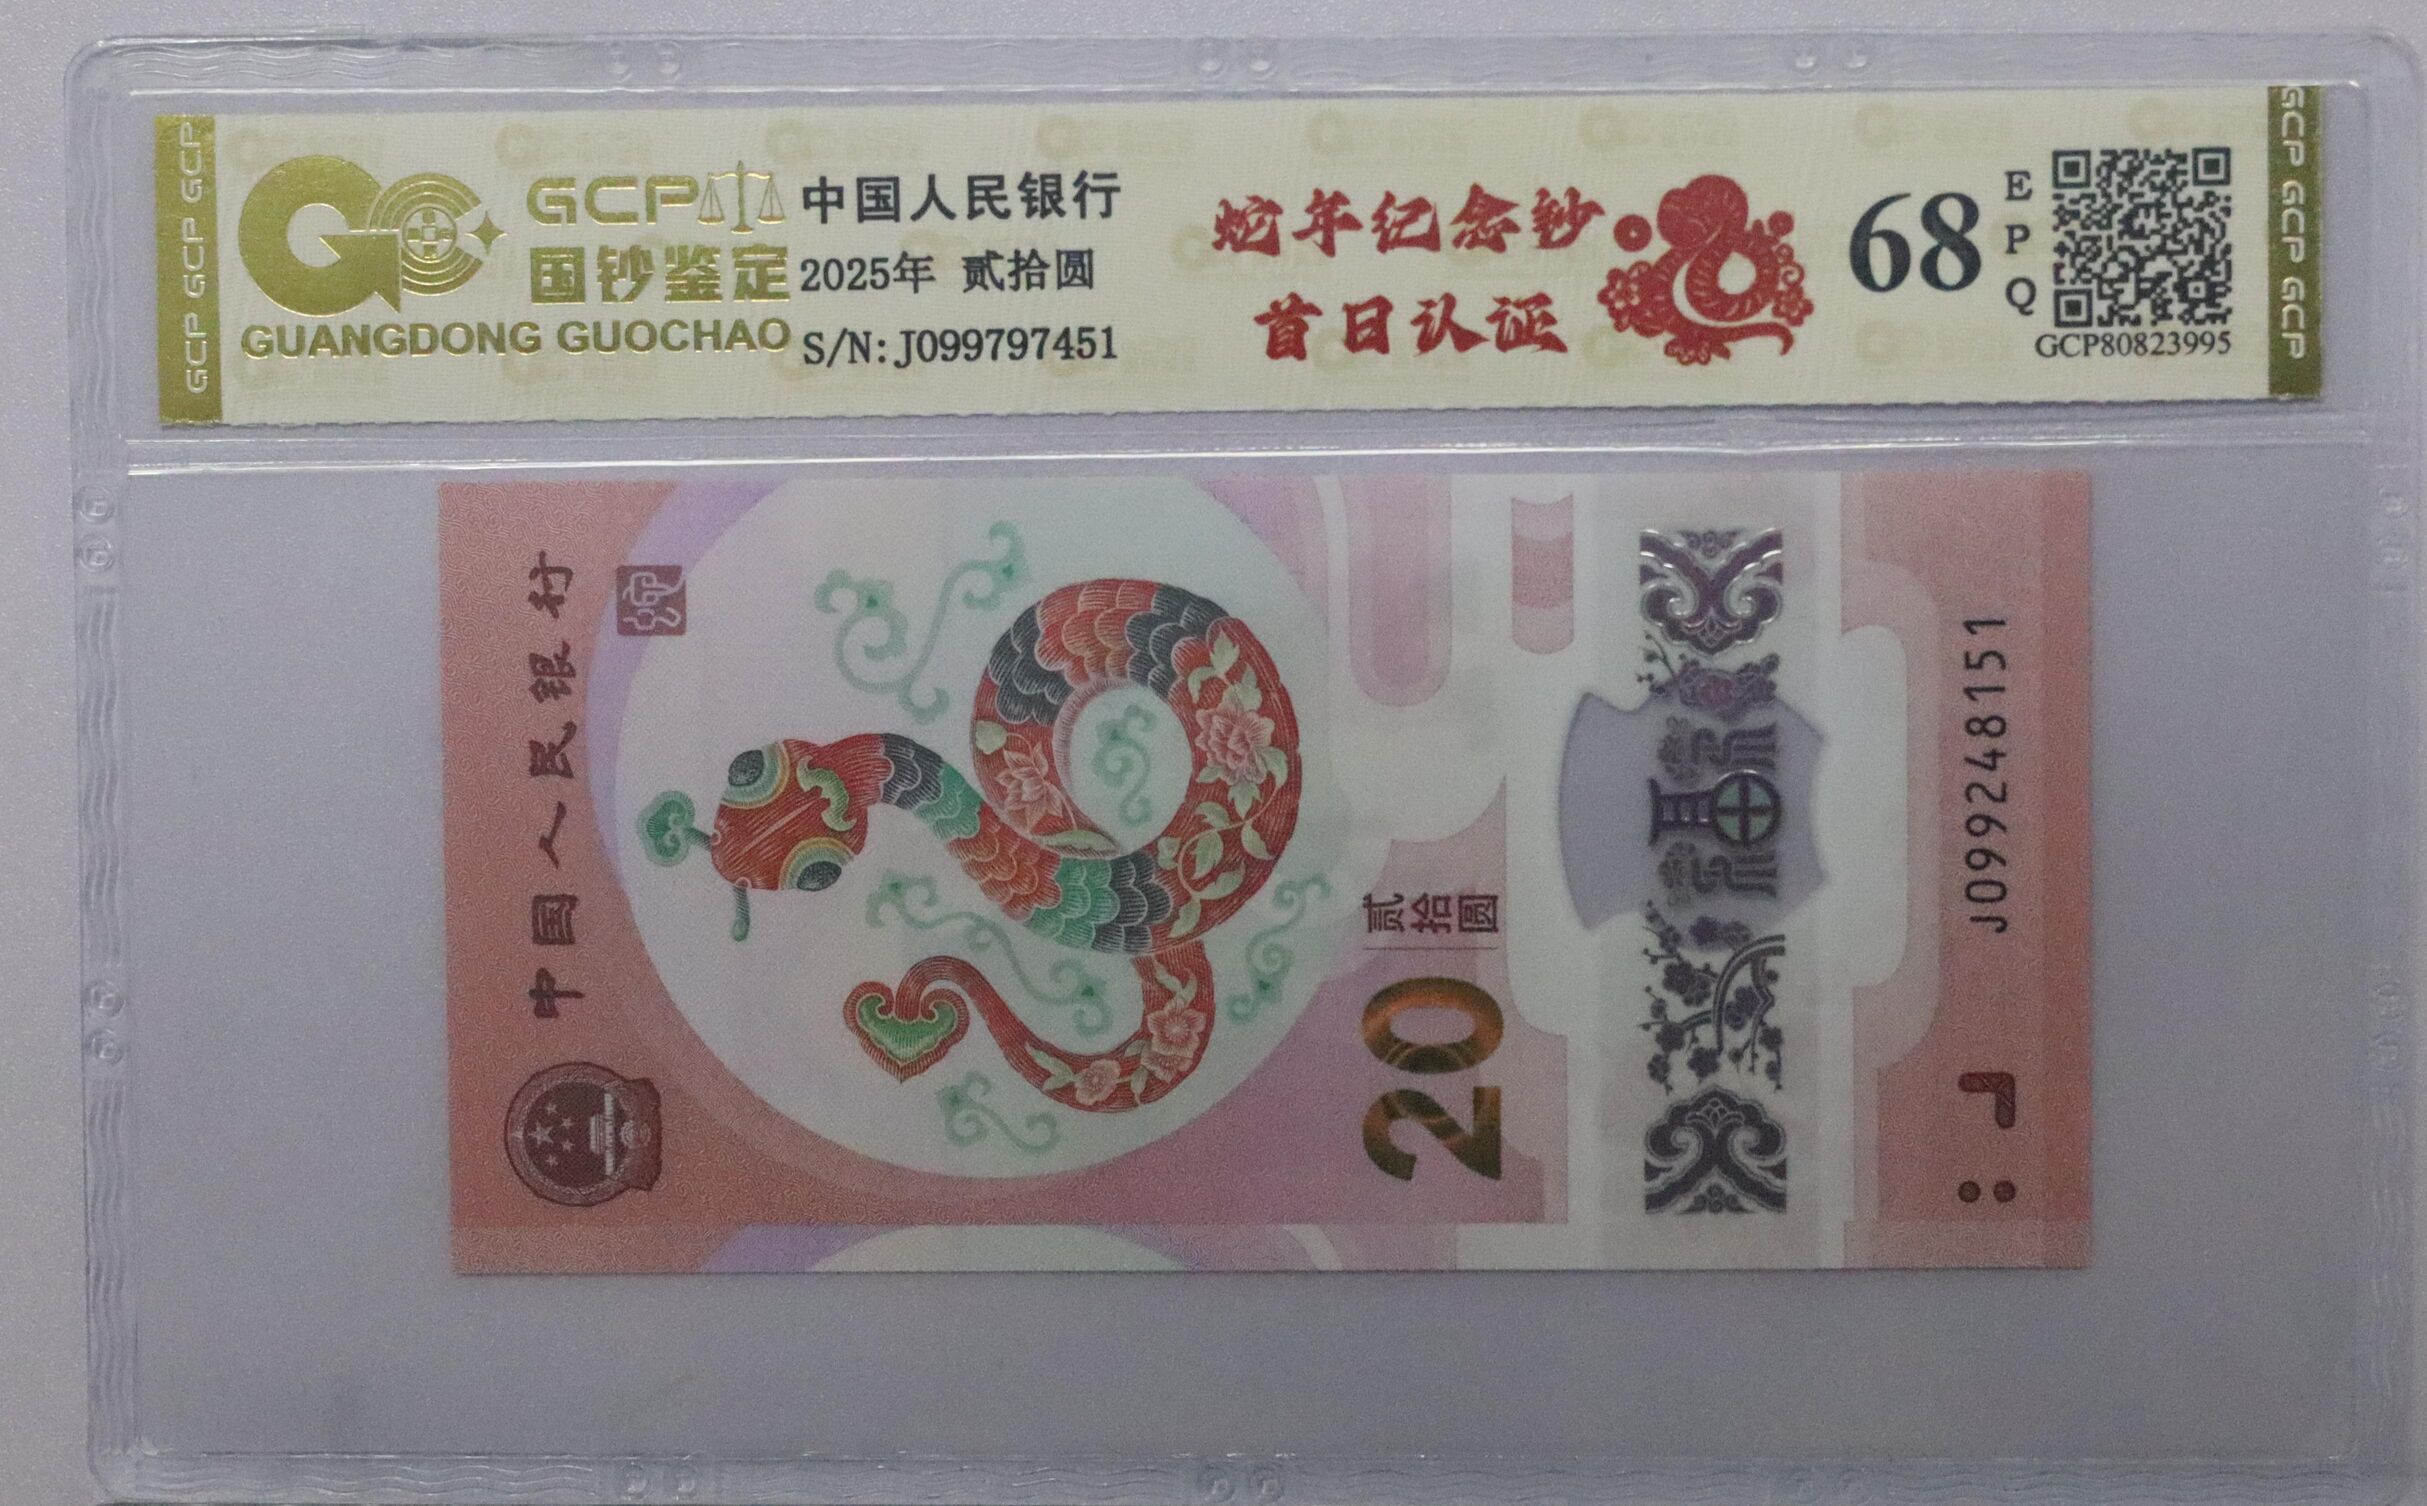 GCP GCP GCP
GCP
国钞鉴定
GUANGDONG GUOCHAO
中国人民银行
2025年 贰拾圆
S/N:J099797451
蛇年纪念钞
首日认证
68
EPQ
GCP80823995
GCP GCP GCP
中国人民银行
贰拾圆
20
福
J099248151